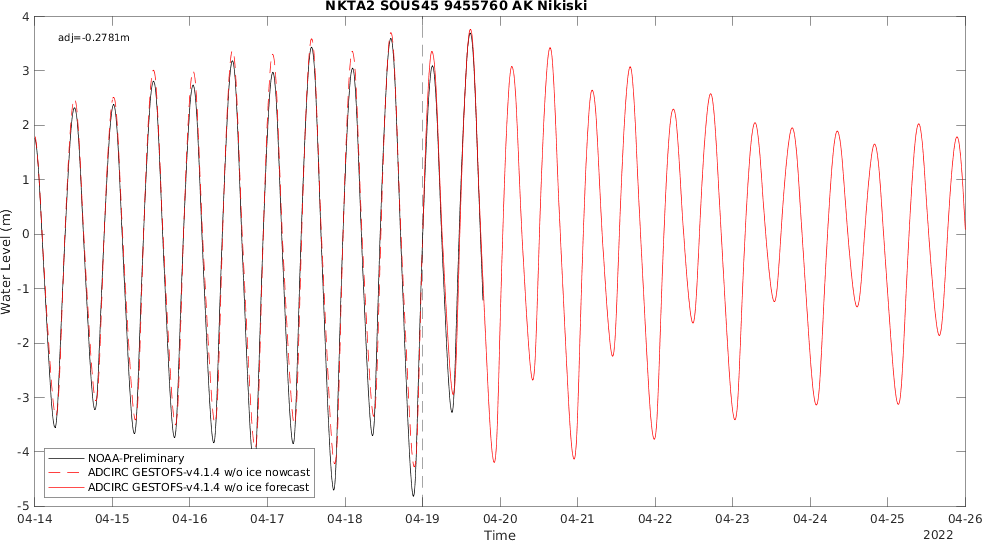 NKTA2 SOUS45 9455760 AK Nikiski
adj=-0.2781m
Water Level (m)
4
3
2
1
0
-1
-2
-3
-4
-5
NOAA-Preliminary
ADCIRC GESTOFS-v4.1.4 w/o ice nowcast
ADCIRC GESTOFS-v4.1.4 w/o ice forecast
04-14 04-15 04-16 04-17 04-18 04-19 04-20 04-21 04-22 04-23 04-24 04-25 04-26
Time
2022